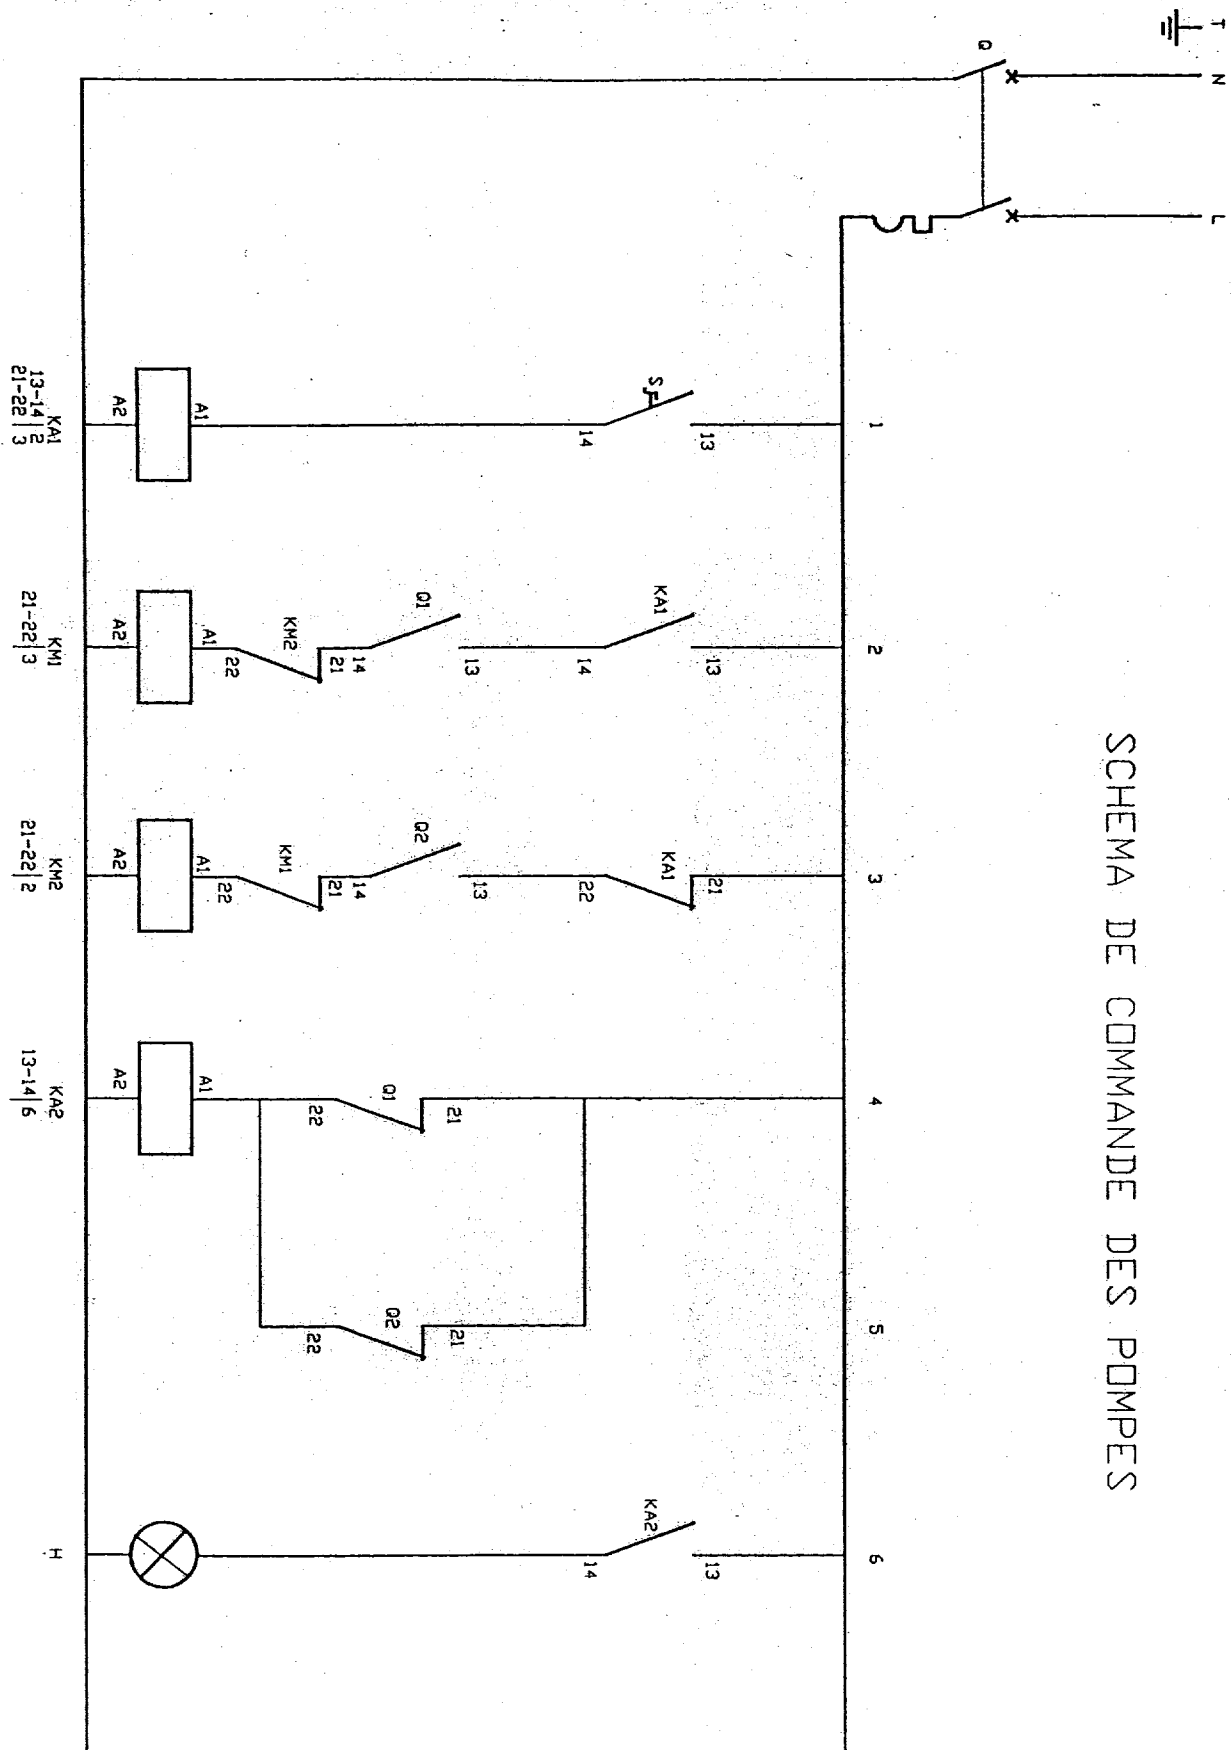 SCHEMA DE COMMANDE DES POMPES
T
N
L
Q
1
2
3
4
5
6
S
13
14
KA1
13
14
KA1
21
22
KA2
13
14
Q1
13
14
Q2
13
14
Q1
21
22
Q2
21
22
KM2
21
22
KM1
21
22
A1
A2
A1
A2
A1
A2
A1
A2
KA1
13-14 | 2
21-22 | 3
KM1
21-22 | 3
KM2
21-22 | 2
KA2
13-14 | 6
H